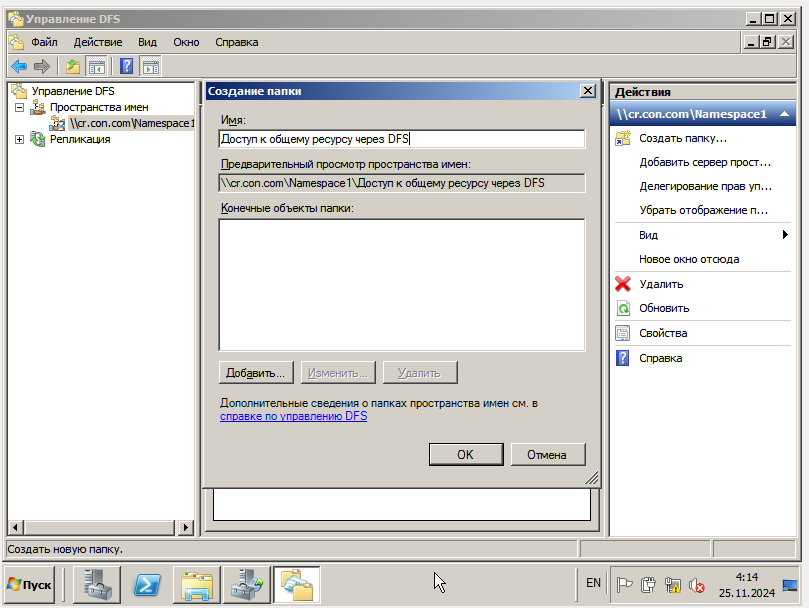 Управление DFS
Файл Действие Вид Окно Справка
Управление DFS
Пространства имен
\\cr.con.com\Namespace1
Репликация
Создание папки
Имя:
Доступ к общему ресурсу через DFS
Предварительный просмотр пространства имен:
\\cr.con.com\Namespace1\Доступ к общему ресурсу через DFS
Конечные объекты папки:
Добавить... Изменить... Удалить
Дополнительные сведения о папках пространства имен см. в
справке по управлению DFS
OK Отмена
Действия
\\cr.con.com\Namespace1
Создать папку...
Добавить сервер прост...
Делегирование прав уп...
Убрать отображение п...
Вид
Новое окно отсюда
Удалить
Обновить
Свойства
Справка
Создать новую папку.
Пуск
EN
4:14
25.11.2024